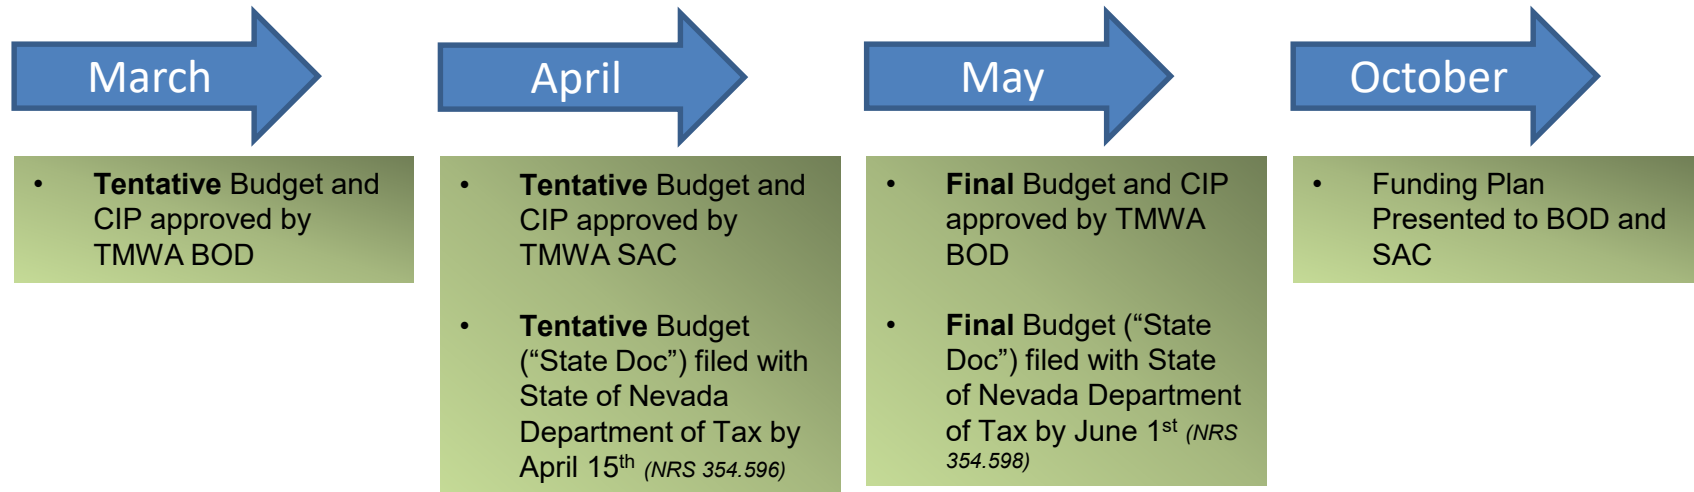 March
• Tentative Budget and
CIP approved by
TMWA BOD
April
• Tentative Budget and
CIP approved by
TMWA SAC
• Tentative Budget
(“State Doc”) filed with
State of Nevada
Department of Tax by
April 15th (NRS 354.596)
May
• Final Budget and CIP
approved by TMWA
BOD
• Final Budget (“State
Doc”) filed with State
of Nevada Department
of Tax by June 1st (NRS
354.598)
October
• Funding Plan
Presented to BOD and
SAC